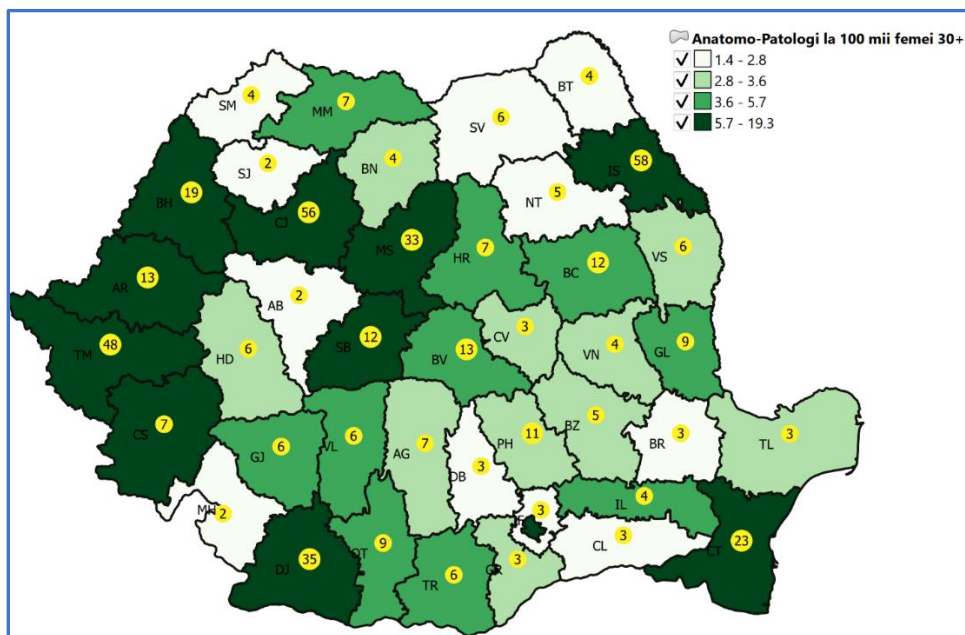 Anatomo-Patologi la 100 mii femei 30+
1.4 - 2.8
2.8 - 3.6
3.6 - 5.7
5.7 - 19.3
BT 4
SM 4
MM 7
SV 6
IS 58
SJ 2
BN 4
NT 5
BH 19
CJ 56
MS 33
HR 7
BC 12
VS 6
AR 13
AB 2
TM 48
HD 6
SB 12
BV 13
CV 3
VN 4
GL 9
CS 7
GJ 6
VL 6
AG 7
DB 3
PH 11
BZ 5
BR 3
TL 3
MH 2
3
IL 4
DJ 35
OT 9
TR 6
GR 3
CL 3
CT 23